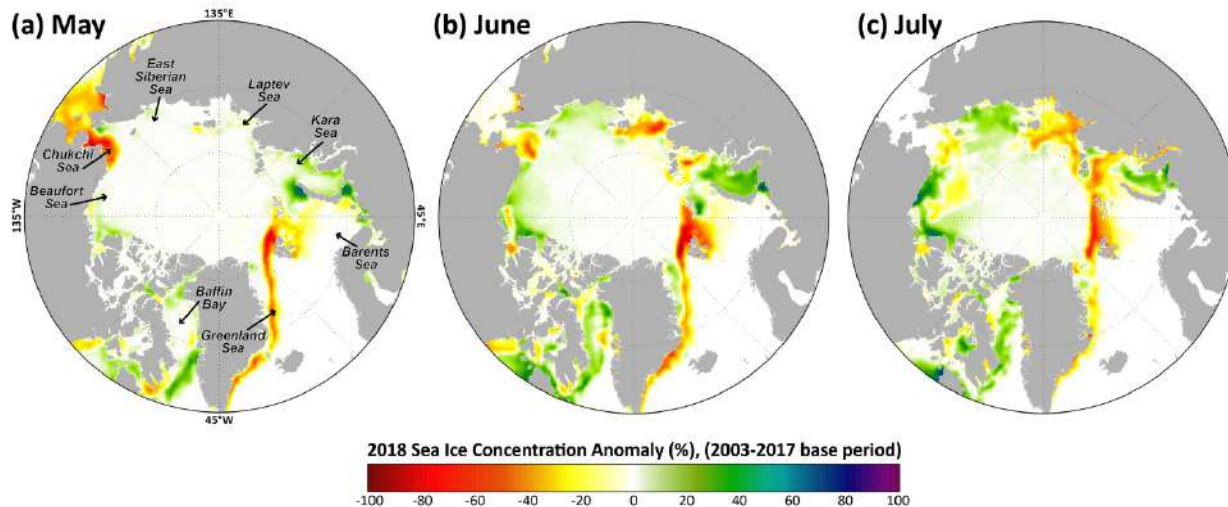 (a) May
(b) June
(c) July
135°E
East
Siberian
Sea
Laptev
Sea
Kara
Sea
Chukchi
Sea
Beaufort
Sea
135°W
45°E
Barents
Sea
Baffin
Bay
Greenland
Sea
45°W
2018 Sea Ice Concentration Anomaly (%), (2003-2017 base period)
-100 -80 -60 -40 -20 0 20 40 60 80 100